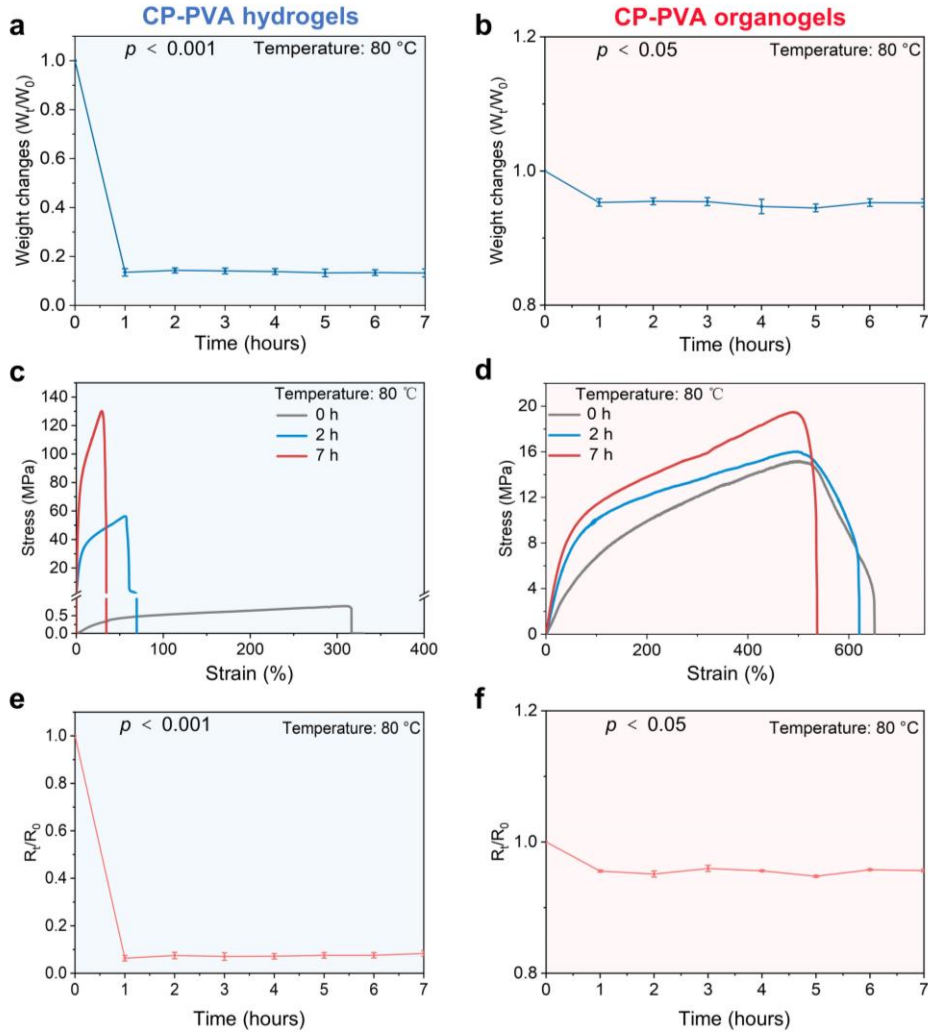 CP-PVA hydrogels
CP-PVA organogels
a
p < 0.001
Temperature: 80 °C
Weight changes (Wt/W0)
1.0
0.8
0.6
0.4
0.2
0.0
0 1 2 3 4 5 6 7
Time (hours)
b
p < 0.05
Temperature: 80 °C
Weight changes (Wt/W0)
1.2
1.0
0.8
0 1 2 3 4 5 6 7
Time (hours)
c
Temperature: 80 ℃
0 h
2 h
7 h
Stress (MPa)
140
120
100
80
60
40
20
0.5
0.0
0 100 200 300 400
Strain (%)
d
Temperature: 80 ℃
0 h
2 h
7 h
Stress (MPa)
20
16
12
8
4
0
0 200 400 600
Strain (%)
e
p < 0.001
Temperature: 80 °C
Rt/R0
1.0
0.8
0.6
0.4
0.2
0.0
0 1 2 3 4 5 6 7
Time (hours)
f
p < 0.05
Temperature: 80 °C
Rt/R0
1.2
1.0
0.8
0 1 2 3 4 5 6 7
Time (hours)